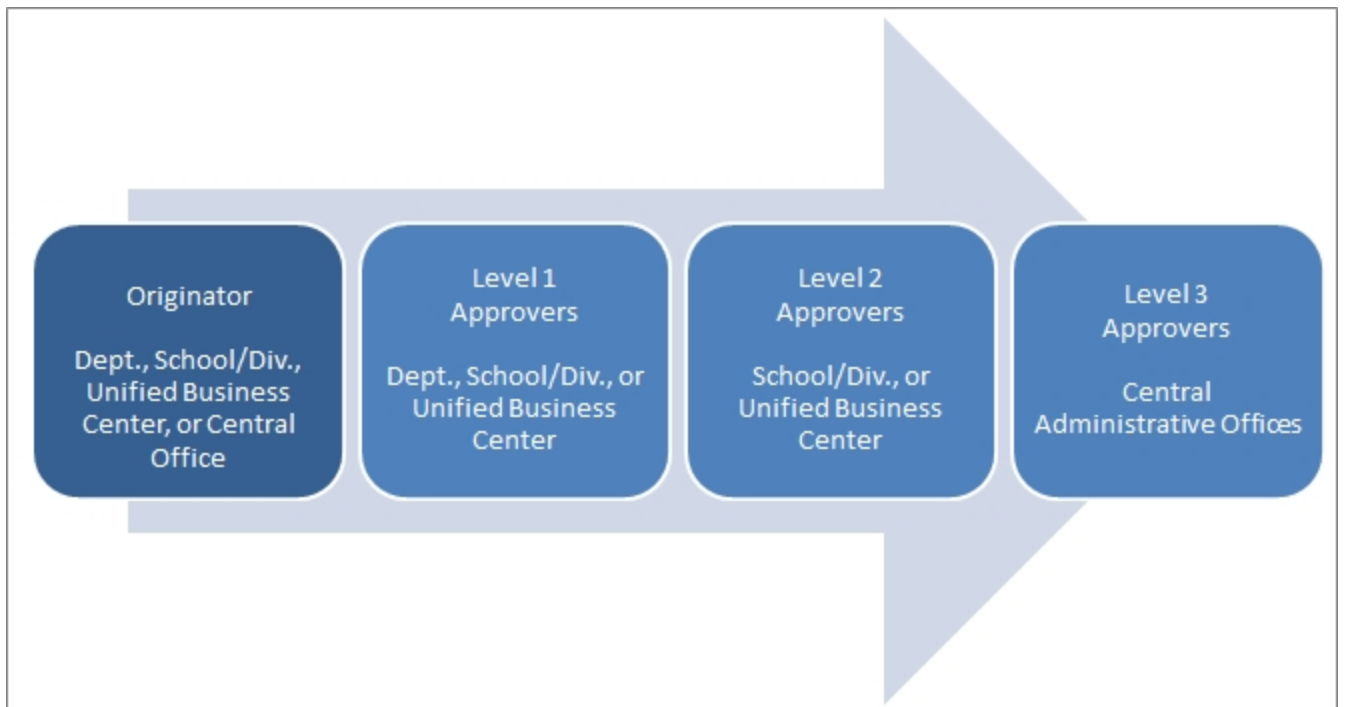 Originator
Dept., School/Div.,
Unified Business
Center, or Central
Office
Level 1
Approvers
Dept., School/Div., or
Unified Business
Center
Level 2
Approvers
School/Div., or
Unified Business
Center
Level 3
Approvers
Central
Administrative Offices